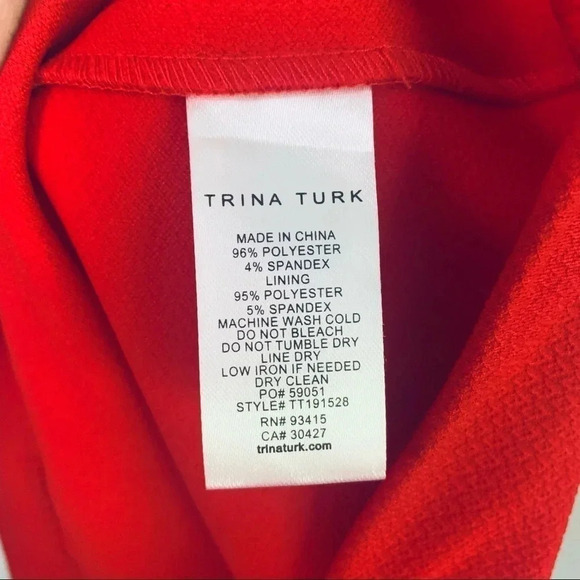 TRINA TURK
MADE IN CHINA
96% POLYESTER
4% SPANDEX
LINING
95% POLYESTER
5% SPANDEX
MACHINE WASH COLD
DO NOT BLEACH
DO NOT TUMBLE DRY
LINE DRY
LOW IRON IF NEEDED
DRY CLEAN
PO# 59051
STYLE# TT191528
RN# 93415
CA# 30427
trinaturk.com